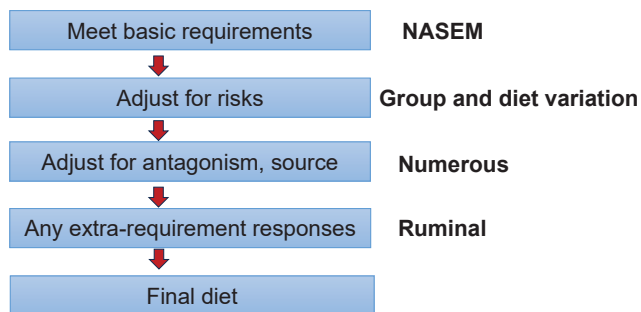 Meet basic requirements NASEM
Adjust for risks Group and diet variation
Adjust for antagonism, source Numerous
Any extra-requirement responses Ruminal
Final diet